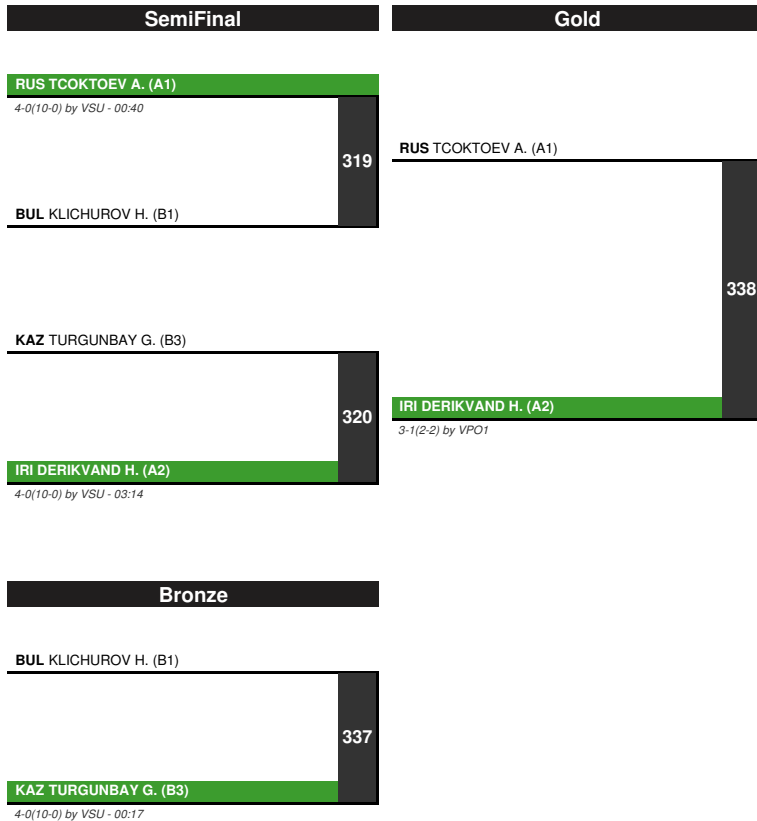 SemiFinal
Gold
RUS TCOKTOEV A. (A1)
4-0(10-0) by VSU - 00:40
319
BUL KLICHUROV H. (B1)
RUS TCOKTOEV A. (A1)
338
KAZ TURGUNBAY G. (B3)
320
IRI DERIKVAND H. (A2)
4-0(10-0) by VSU - 03:14
IRI DERIKVAND H. (A2)
3-1(2-2) by VPO1
Bronze
BUL KLICHUROV H. (B1)
337
KAZ TURGUNBAY G. (B3)
4-0(10-0) by VSU - 00:17